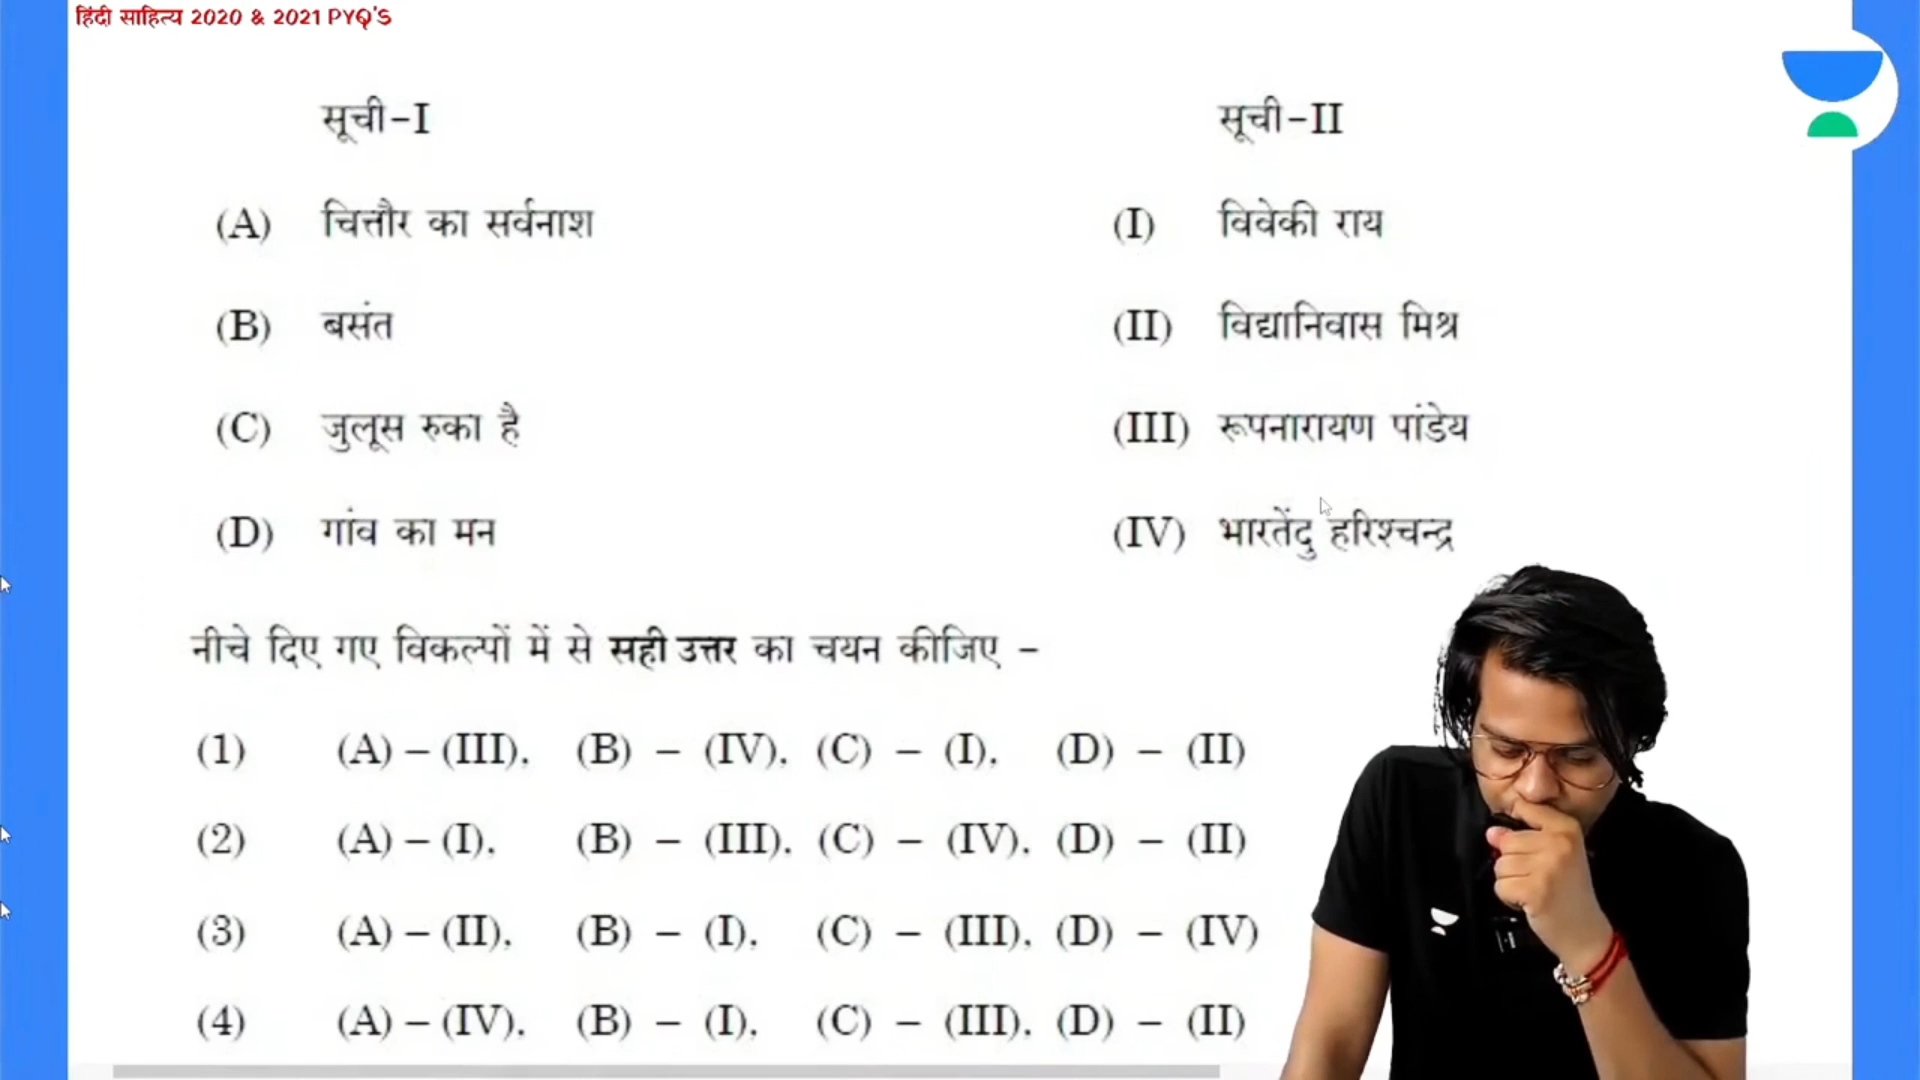 हिंदी साहित्य 2020 & 2021 PYQ'S
सूची-I सूची-II
(A) चित्तौर का सर्वनाश (I) विवेकी राय
(B) बसंत (II) विद्यानिवास मिश्र
(C) जुलूस रुका है (III) रूपनारायण पांडेय
(D) गांव का मन (IV) भारतेंदु हरिश्चन्द्र
नीचे दिए गए विकल्पों में से सही उत्तर का चयन कीजिए –
(1) (A) – (III), (B) – (IV), (C) – (I), (D) – (II)
(2) (A) – (I), (B) – (III), (C) – (IV), (D) – (II)
(3) (A) – (II), (B) – (I), (C) – (III), (D) – (IV)
(4) (A) – (IV), (B) – (I), (C) – (III), (D) – (II)